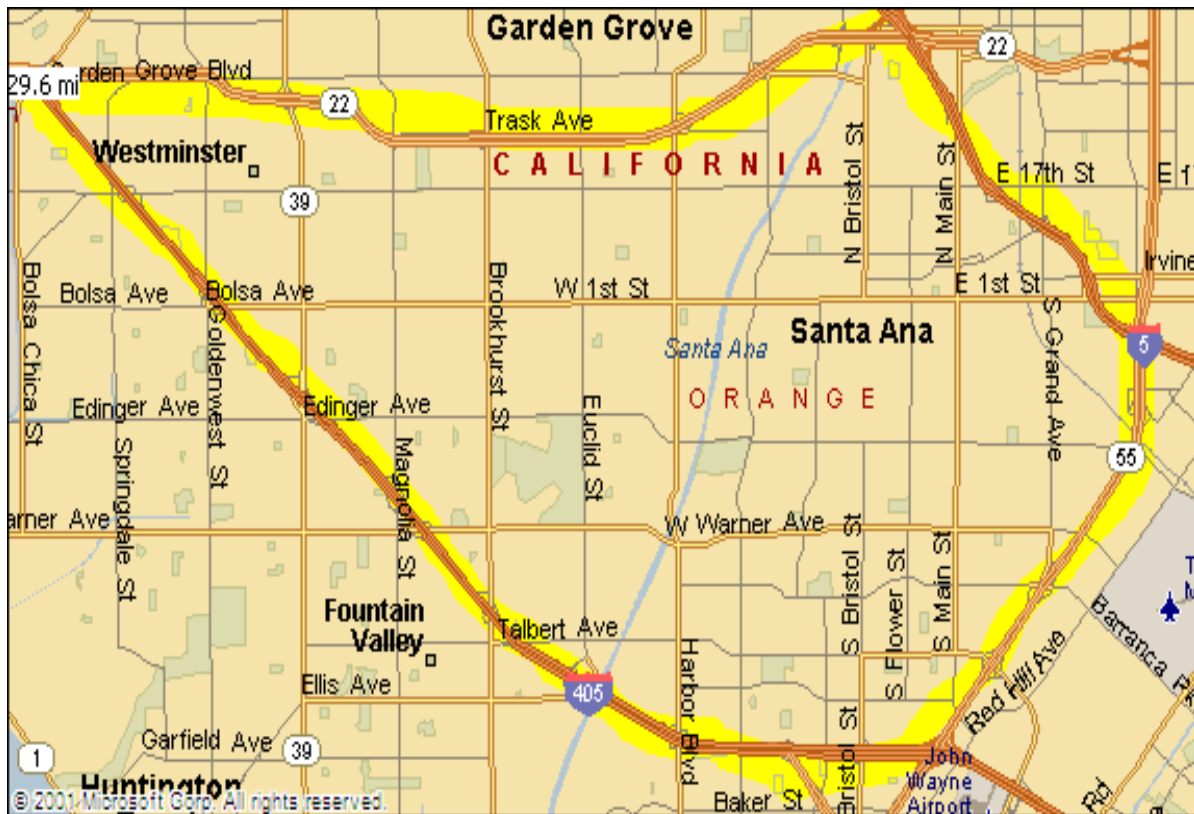 Garden Grove
22
29.6 mi
Garden Grove Blvd
22
Trask Ave
Westminster
CALIFORNIA
E 17th St
E 1
39
N Bristol St
N Main St
Bolsa Chica St
Bolsa Ave
Bolsa Ave
Brookhurst St
W 1st St
E 1st St
Irvine
Goldenwest St
Santa Ana
Santa Ana
S Grand Ave
5
Edinger Ave
Edinger Ave
ORANGE
Euclid St
Springdale St
Magnolia St
55
arner Ave
W Warner Ave
S Bristol St
S Flower St
S Main St
T
M
Fountain
Valley
Talbert Ave
Barranca P
Ellis Ave
405
Harbor Blvd
Red Hill Ave
Garfield Ave
39
1
Bristol St
John
Wayne
Airport
Rd
Huntington
Baker St
© 2001 Microsoft Corp. All rights reserved.